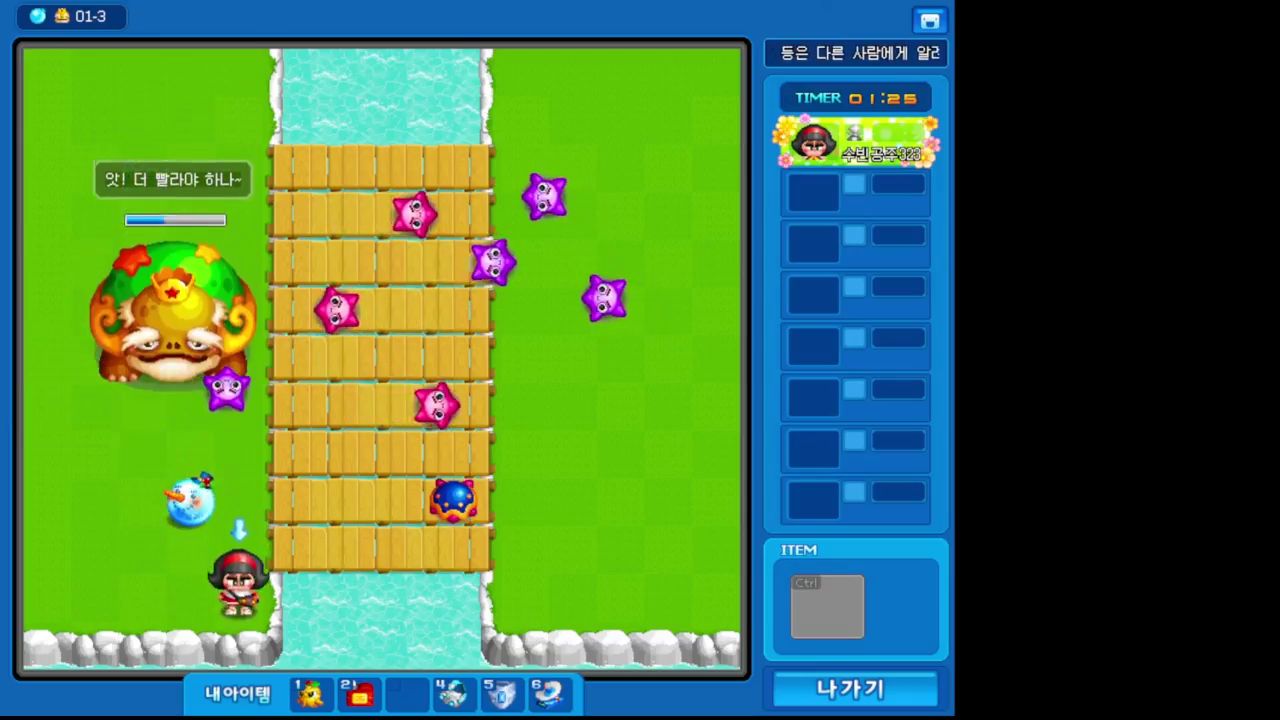 01-3
등은 다른 사람에게 알
TIMER 01:25
수빈공주323
앗! 더 빨라야 하나~
ITEM
Ctrl
내아이템
1
2
4
5
6
나가기